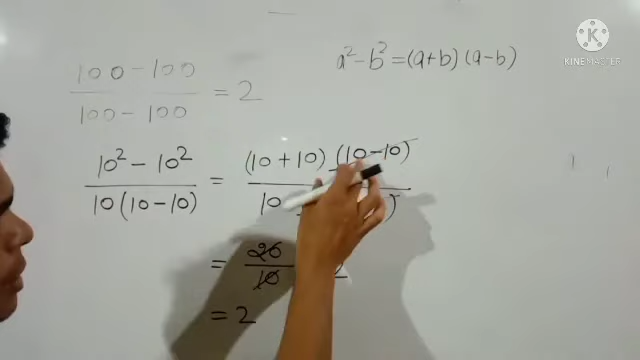 a² - b² = (a+b) (a-b)
KINEMASTER
100 - 100 / 100 - 100 = 2
10² - 10² / 10(10 - 10) = (10 + 10) (10 - 10) / 10
= 20 / 10 2
= 2